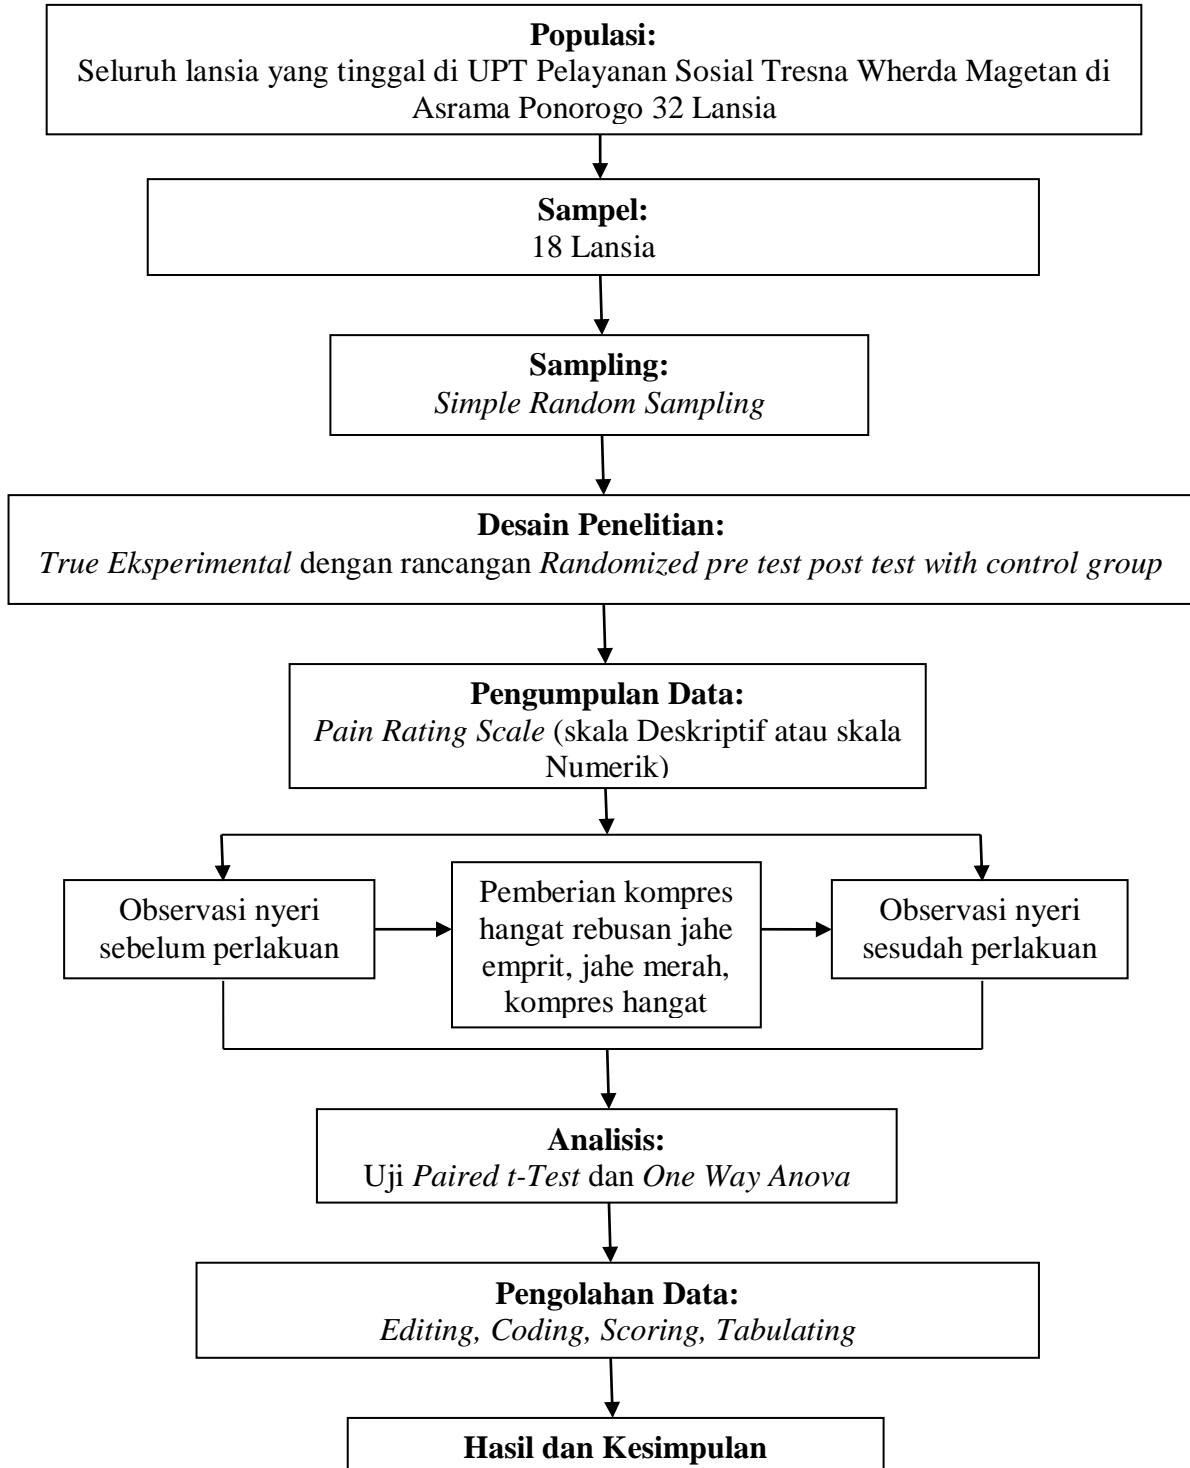 Populasi:
Seluruh lansia yang tinggal di UPT Pelayanan Sosial Tresna Wherda Magetan di
Asrama Ponorogo 32 Lansia
Sampel:
18 Lansia
Sampling:
Simple Random Sampling
Desain Penelitian:
True Eksperimental dengan rancangan Randomized pre test post test with control group
Pengumpulan Data:
Pain Rating Scale (skala Deskriptif atau skala
Numerik)
Observasi nyeri
sebelum perlakuan
Pemberian kompres
hangat rebusan jahe
emprit, jahe merah,
kompres hangat
Observasi nyeri
sesudah perlakuan
Analisis:
Uji Paired t-Test dan One Way Anova
Pengolahan Data:
Editing, Coding, Scoring, Tabulating
Hasil dan Kesimpulan